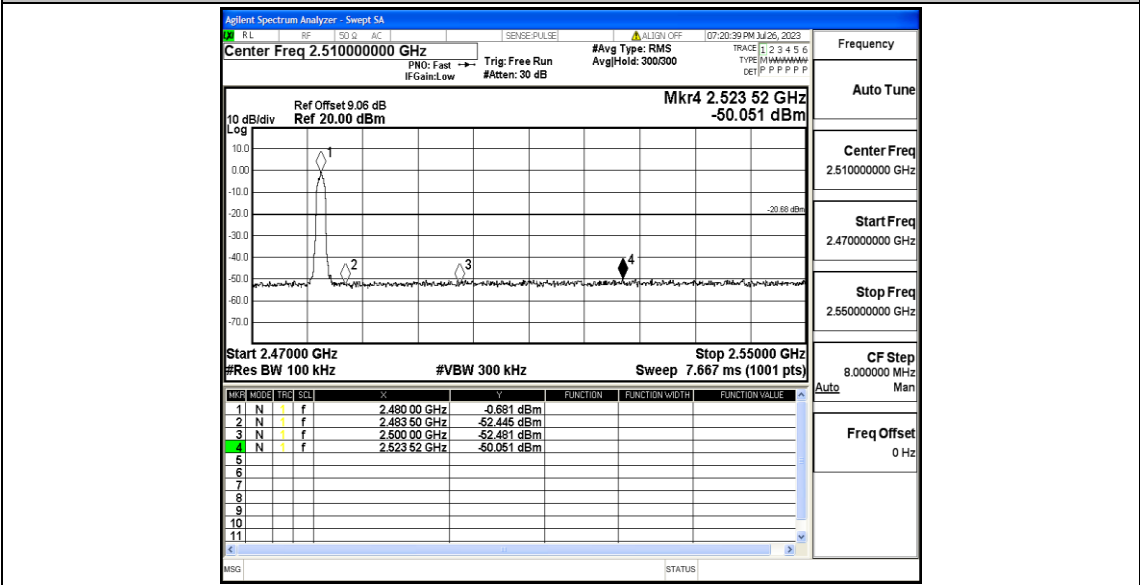 Agilent Spectrum Analyzer - Swept SA
RL RF 50 Ω AC SENSE:PULSE ALIGN OFF 07:20:39 PM Jul 26, 2023
Center Freq 2.510000000 GHz
PNO: Fast
IFGain:Low
Trig: Free Run
#Atten: 30 dB
#Avg Type: RMS
Avg|Hold: 300/300
TRACE 1 2 3 4 5 6
TYPE M WWWWW
DET P P P P P P
Ref Offset 9.06 dB
10 dB/div Ref 20.00 dBm
Log
Mkr4 2.523 52 GHz
-50.051 dBm
10.0
0.00
-10.0
-20.0
-30.0
-40.0
-50.0
-60.0
-70.0
1
2
3
4
-20.68 dBm
Start 2.47000 GHz Stop 2.55000 GHz
#Res BW 100 kHz #VBW 300 kHz Sweep 7.667 ms (1001 pts)
MKR MODE TRC SCL X Y FUNCTION FUNCTION WIDTH FUNCTION VALUE
1 N 1 f 2.480 00 GHz -0.681 dBm
2 N 1 f 2.483 50 GHz -52.445 dBm
3 N 1 f 2.500 00 GHz -52.481 dBm
4 N 1 f 2.523 52 GHz -50.051 dBm
5
6
7
8
9
10
11
MSG STATUS
Frequency
Auto Tune
Center Freq
2.510000000 GHz
Start Freq
2.470000000 GHz
Stop Freq
2.550000000 GHz
CF Step
8.000000 MHz
Auto Man
Freq Offset
0 Hz